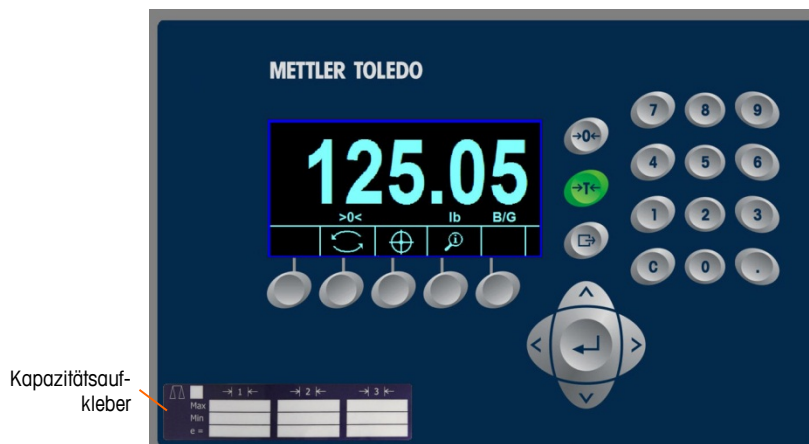 METTLER TOLEDO
125.05
>0< lb B/G
i
→0←
→T←
7 8 9
4 5 6
1 2 3
C 0 .
Kapazitätsauf-
kleber
→| 1 |← →| 2 |← →| 3 |←
Max
Min
e =